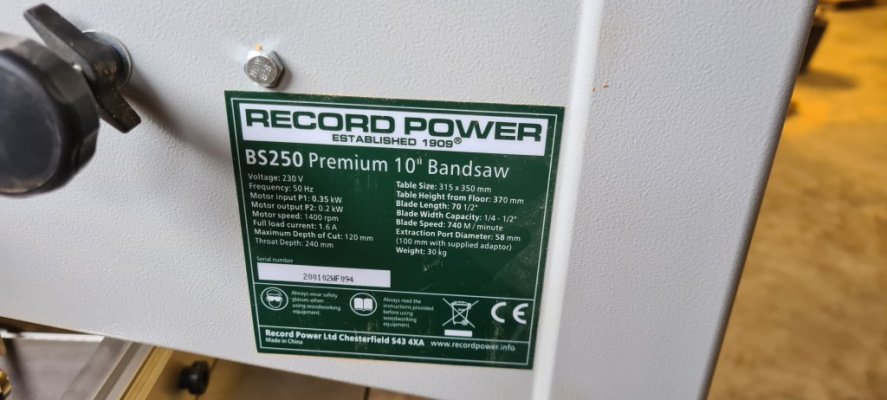 RECORD POWER
ESTABLISHED 1909®
BS250 Premium 10" Bandsaw
Voltage: 230 V
Frequency: 50 Hz
Motor input P1: 0.35 kW
Motor output P2: 0.2 kW
Motor speed: 1400 rpm
Full load current: 1.6 A
Maximum Depth of Cut: 120 mm
Throat Depth: 240 mm
Table Size: 315 x 350 mm
Table Height from Floor: 370 mm
Blade Length: 70 1/2"
Blade Width Capacity: 1/4 - 1/2"
Blade Speed: 740 M / minute
Extraction Port Diameter: 58 mm
(100 mm with supplied adaptor)
Weight: 30 kg
Serial number
200102WF094
Always wear safety
glasses when
using woodworking
equipment.
Always read the
instructions provided
before using
woodworking
equipment.
CE
Record Power Ltd Chesterfield S43 4XA www.recordpower.info
Made in China